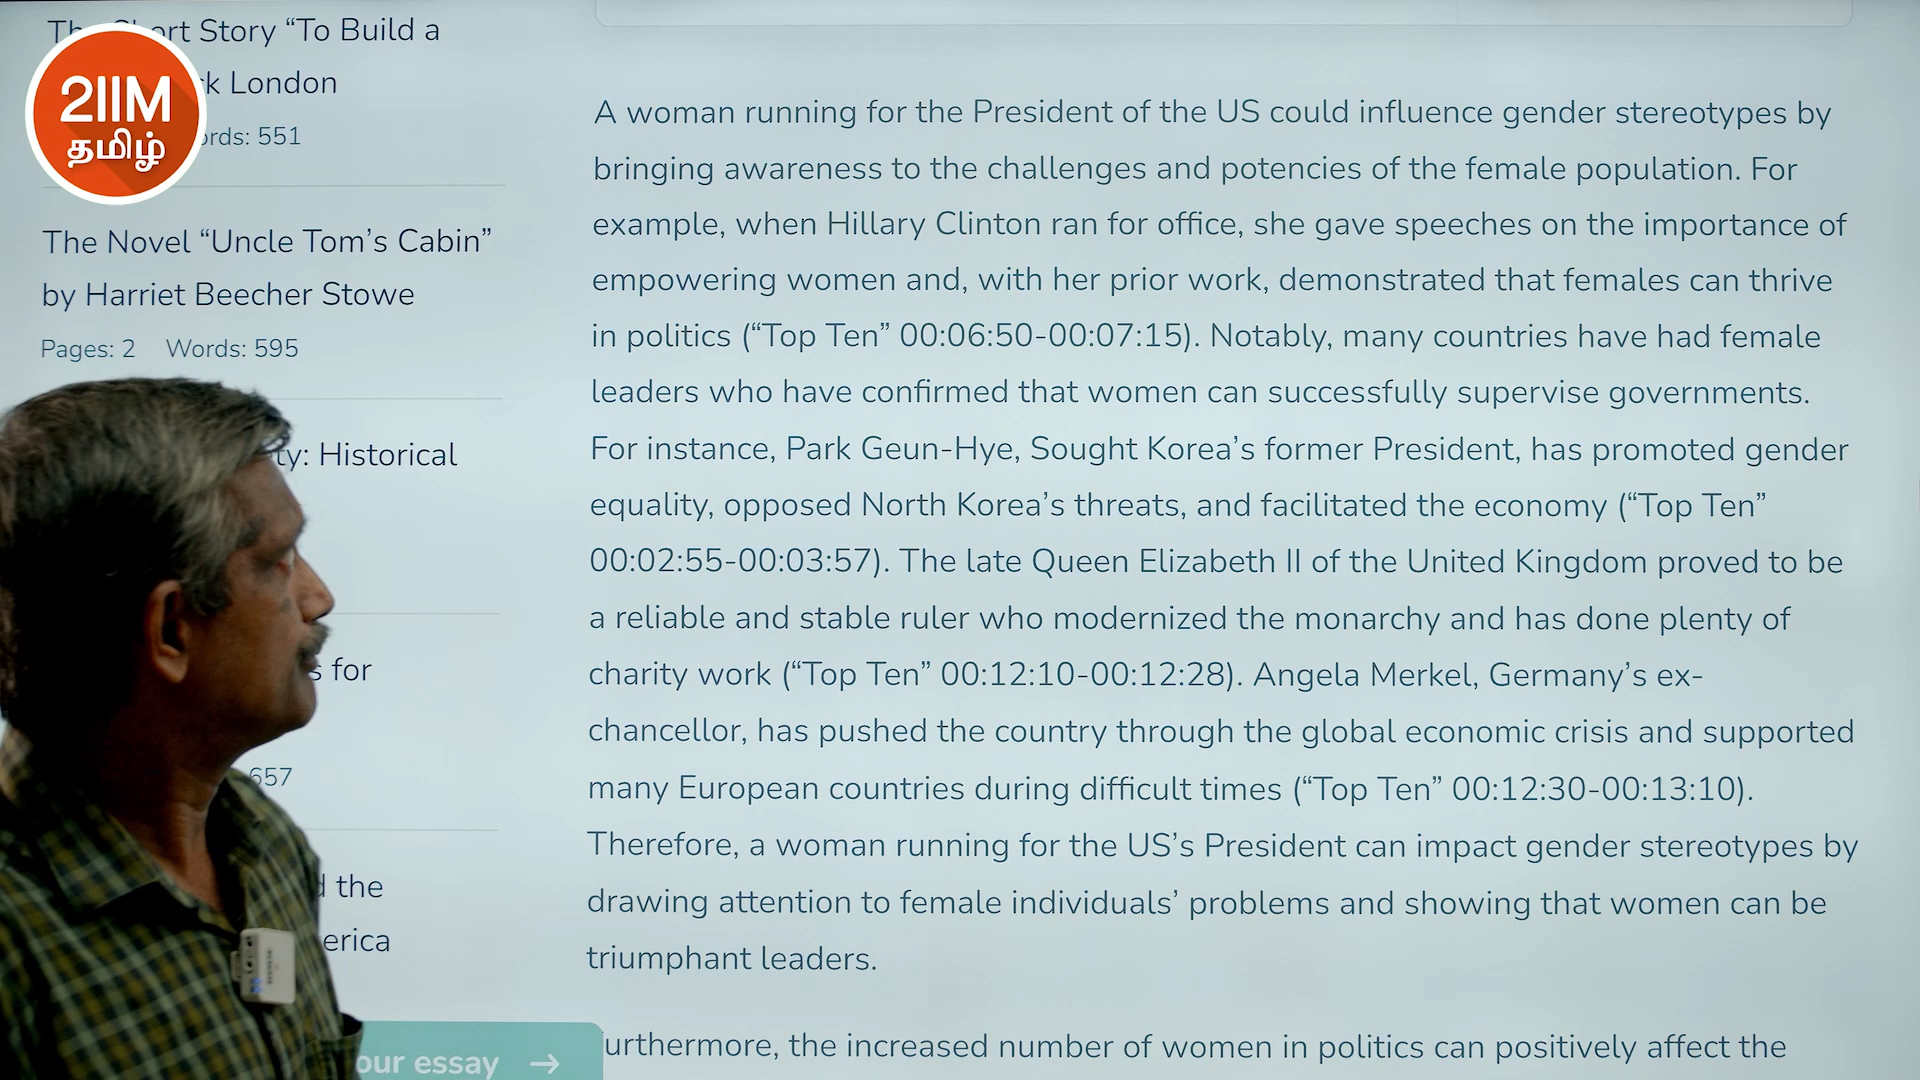 Short Story “To Build a
London
2IIM
தமிழ்
Words: 551
The Novel “Uncle Tom’s Cabin”
by Harriet Beecher Stowe
Pages: 2 Words: 595
Historical
s for
657
the
our essay →
A woman running for the President of the US could influence gender stereotypes by
bringing awareness to the challenges and potencies of the female population. For
example, when Hillary Clinton ran for office, she gave speeches on the importance of
empowering women and, with her prior work, demonstrated that females can thrive
in politics (“Top Ten” 00:06:50-00:07:15). Notably, many countries have had female
leaders who have confirmed that women can successfully supervise governments.
For instance, Park Geun-Hye, Sought Korea’s former President, has promoted gender
equality, opposed North Korea’s threats, and facilitated the economy (“Top Ten”
00:02:55-00:03:57). The late Queen Elizabeth II of the United Kingdom proved to be
a reliable and stable ruler who modernized the monarchy and has done plenty of
charity work (“Top Ten” 00:12:10-00:12:28). Angela Merkel, Germany’s ex-
chancellor, has pushed the country through the global economic crisis and supported
many European countries during difficult times (“Top Ten” 00:12:30-00:13:10).
Therefore, a woman running for the US’s President can impact gender stereotypes by
drawing attention to female individuals’ problems and showing that women can be
triumphant leaders.
urthermore, the increased number of women in politics can positively affect the